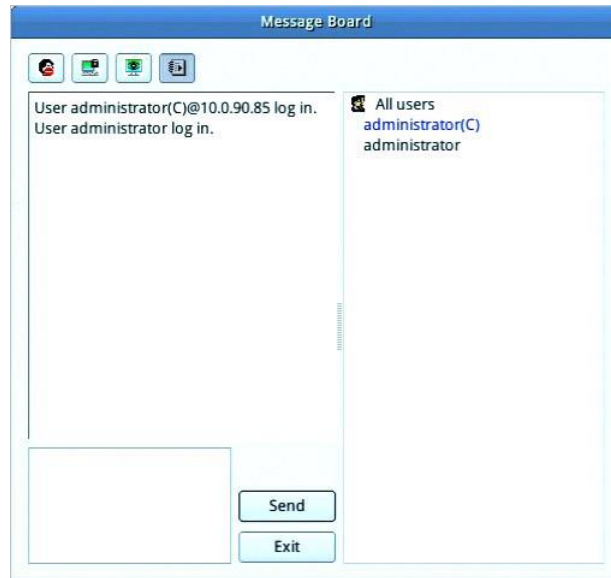 Message Board
User administrator(C)@10.0.90.85 log in.
User administrator log in.
All users
administrator(C)
administrator
Send
Exit